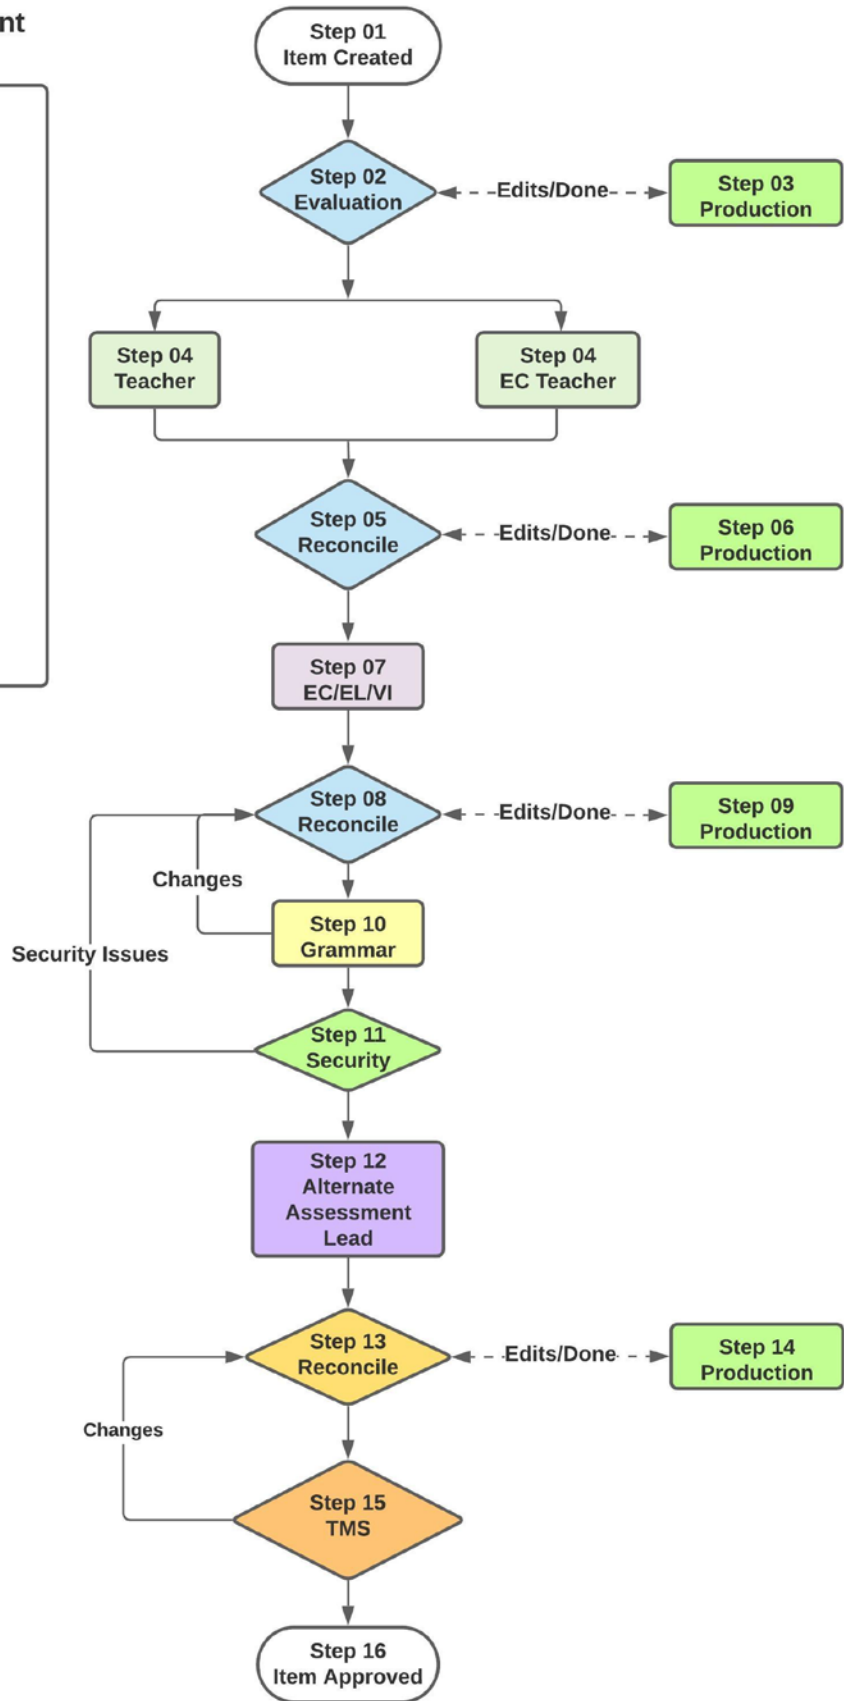 nt
Step 01
Item Created
Step 02
Evaluation
Edits/Done
Step 03
Production
Step 04
Teacher
Step 04
EC Teacher
Step 05
Reconcile
Edits/Done
Step 06
Production
Step 07
EC/EL/VI
Step 08
Reconcile
Edits/Done
Step 09
Production
Changes
Step 10
Grammar
Security Issues
Step 11
Security
Step 12
Alternate
Assessment
Lead
Step 13
Reconcile
Edits/Done
Step 14
Production
Changes
Step 15
TMS
Step 16
Item Approved